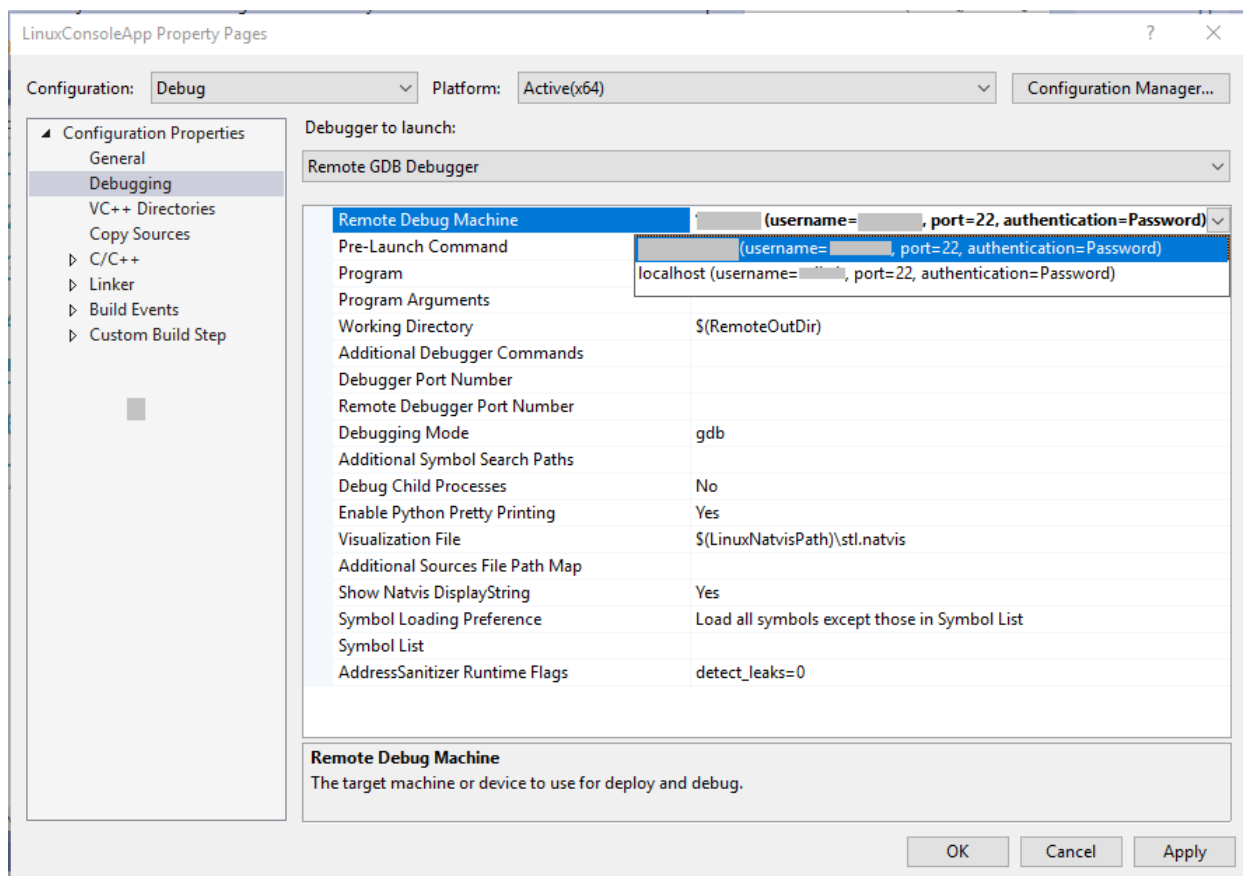 LinuxConsoleApp Property Pages
Configuration: Debug Platform: Active(x64) Configuration Manager...
Configuration Properties
General
Debugging
VC++ Directories
Copy Sources
C/C++
Linker
Build Events
Custom Build Step
Debugger to launch:
Remote GDB Debugger
Remote Debug Machine (username= , port=22, authentication=Password)
(username= , port=22, authentication=Password)
localhost (username= , port=22, authentication=Password)
Pre-Launch Command
Program
Program Arguments
Working Directory $(RemoteOutDir)
Additional Debugger Commands
Debugger Port Number
Remote Debugger Port Number
Debugging Mode gdb
Additional Symbol Search Paths
Debug Child Processes No
Enable Python Pretty Printing Yes
Visualization File $(LinuxNatvisPath)\stl.natvis
Additional Sources File Path Map
Show Natvis DisplayString Yes
Symbol Loading Preference Load all symbols except those in Symbol List
Symbol List
AddressSanitizer Runtime Flags detect_leaks=0
Remote Debug Machine
The target machine or device to use for deploy and debug.
OK Cancel Apply